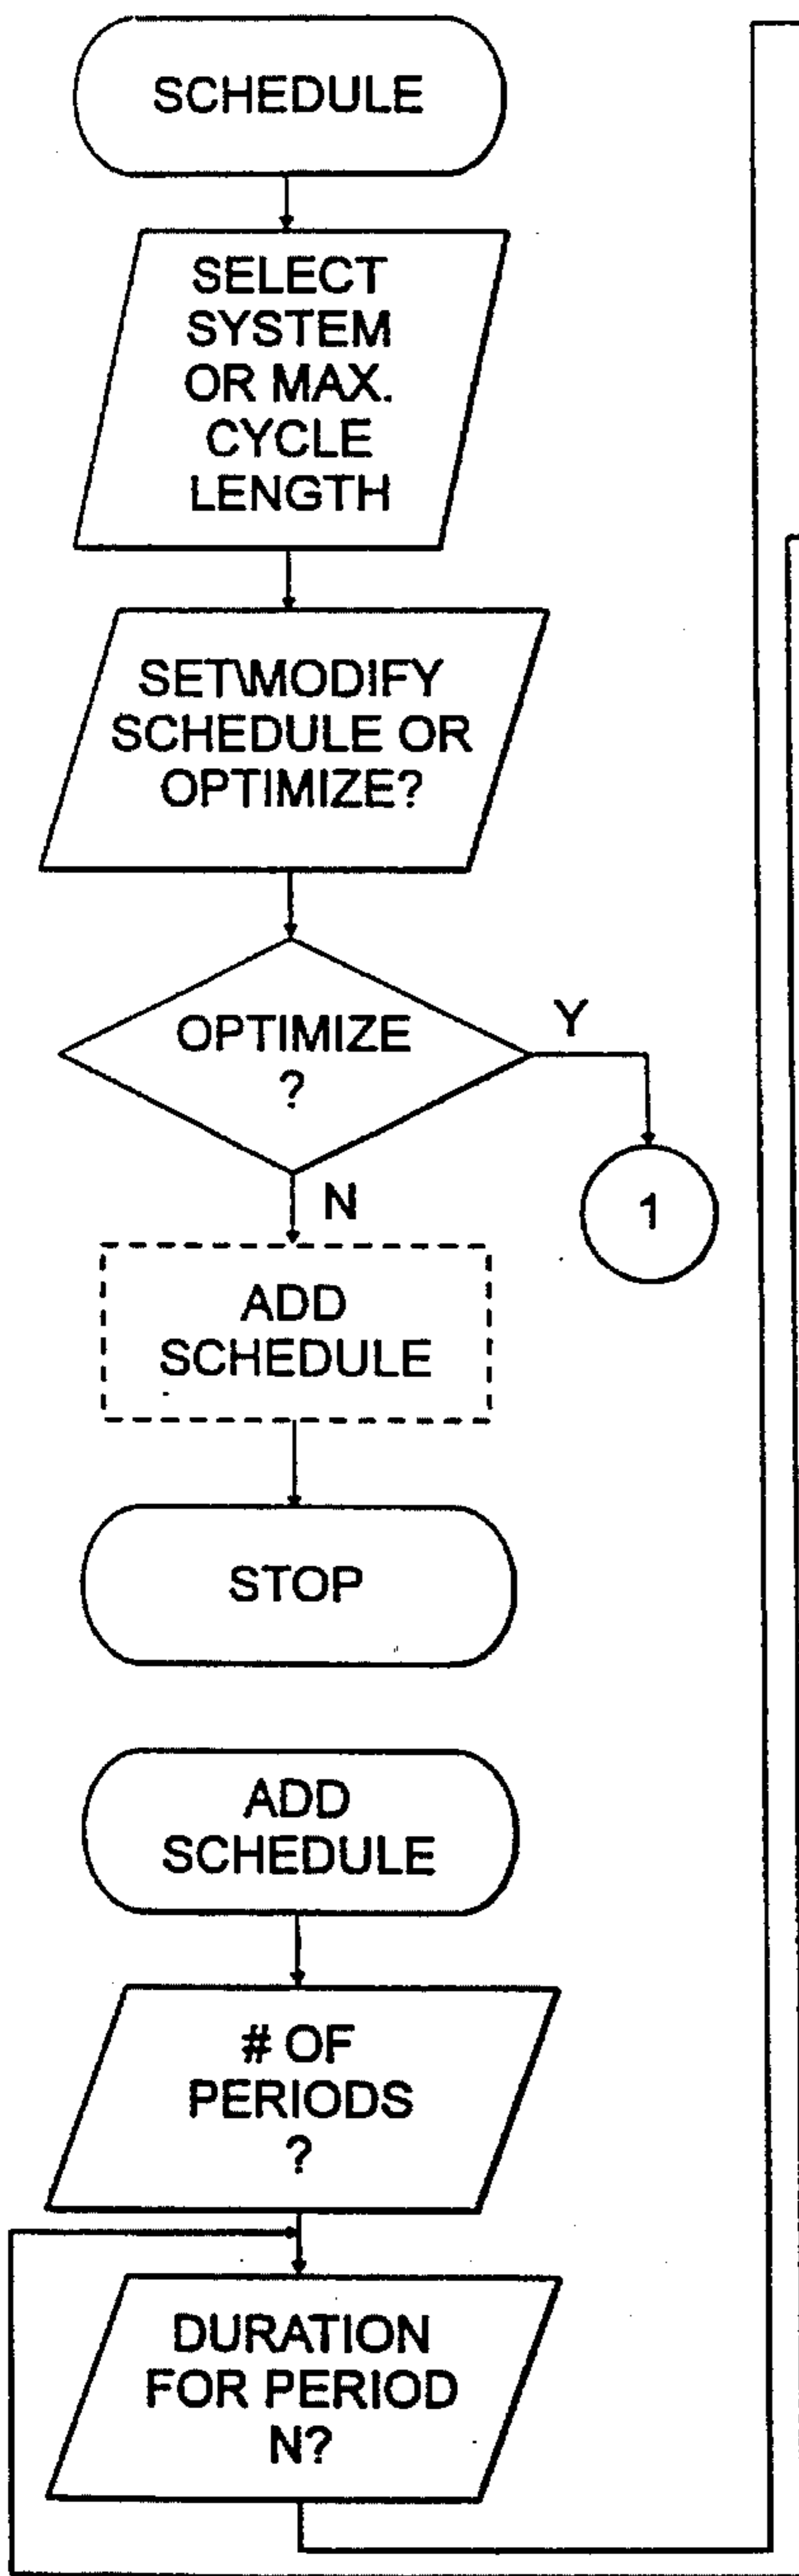 SCHEDULE
SELECT
SYSTEM
OR MAX.
CYCLE
LENGTH
SET\MODIFY
SCHEDULE OR
OPTIMIZE?
OPTIMIZE
?
Y
1
N
ADD
SCHEDULE
STOP
ADD
SCHEDULE
# OF
PERIODS
?
DURATION
FOR PERIOD
N?